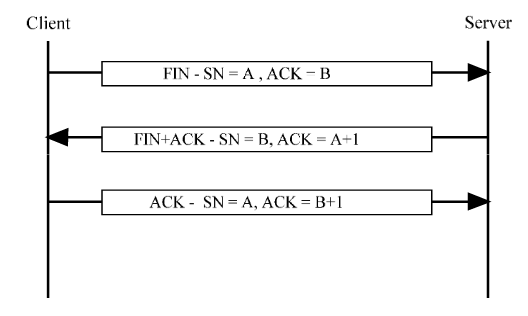 Client Server
FIN - SN = A , ACK = B
FIN+ACK - SN = B, ACK = A+1
ACK - SN = A, ACK = B+1